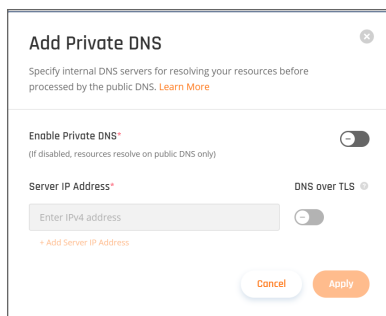 Add Private DNS
Specify internal DNS servers for resolving your resources before
processed by the public DNS. Learn More
Enable Private DNS*
(If disabled, resources resolve on public DNS only)
Server IP Address*
DNS over TLS
Enter IPv4 address
+ Add Server IP Address
Cancel
Apply